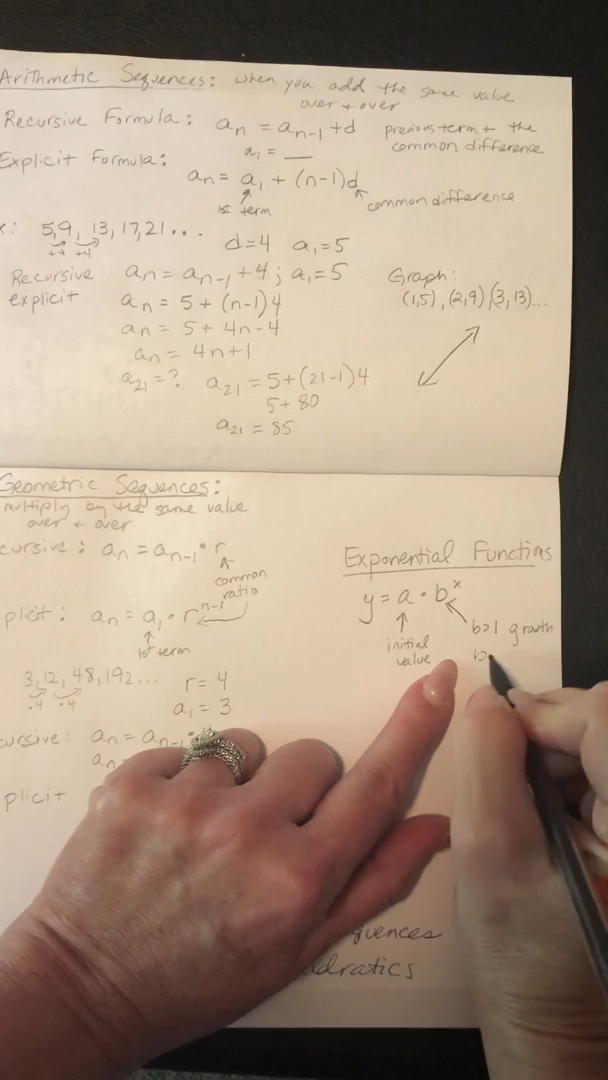 Arithmetic Sequences: when you add the same value
over + over
Recursive Formula: aₙ = aₙ₋₁ + d previous term + the
common difference
a₁ = __
Explicit Formula:
aₙ = a₁ + (n-1)d
1st term
common difference
x: 5,9, 13, 17, 21...
+4 +4
d=4 a₁=5
Recursive aₙ = aₙ₋₁ + 4; a₁=5
explicit aₙ = 5 + (n-1)4
aₙ = 5 + 4n - 4
aₙ = 4n+1
a₂₁ = ? a₂₁ = 5+(21-1)4
5 + 80
a₂₁ = 85
Graph:
(1,5), (2,9) (3, 13)...
Geometric Sequences:
multiply by the same value
over + over
cursive: aₙ = aₙ₋₁ · r
common
ratio
plicit: aₙ = a₁ · rⁿ⁻¹
1st term
3, 12, 48, 192...
·4 ·4
r = 4
a₁ = 3
cursive: aₙ = aₙ₋₁ ·
aₙ
plicit
Exponential Functions
y = a · bˣ
initial
value
b>1 growth
b
quences
adratics